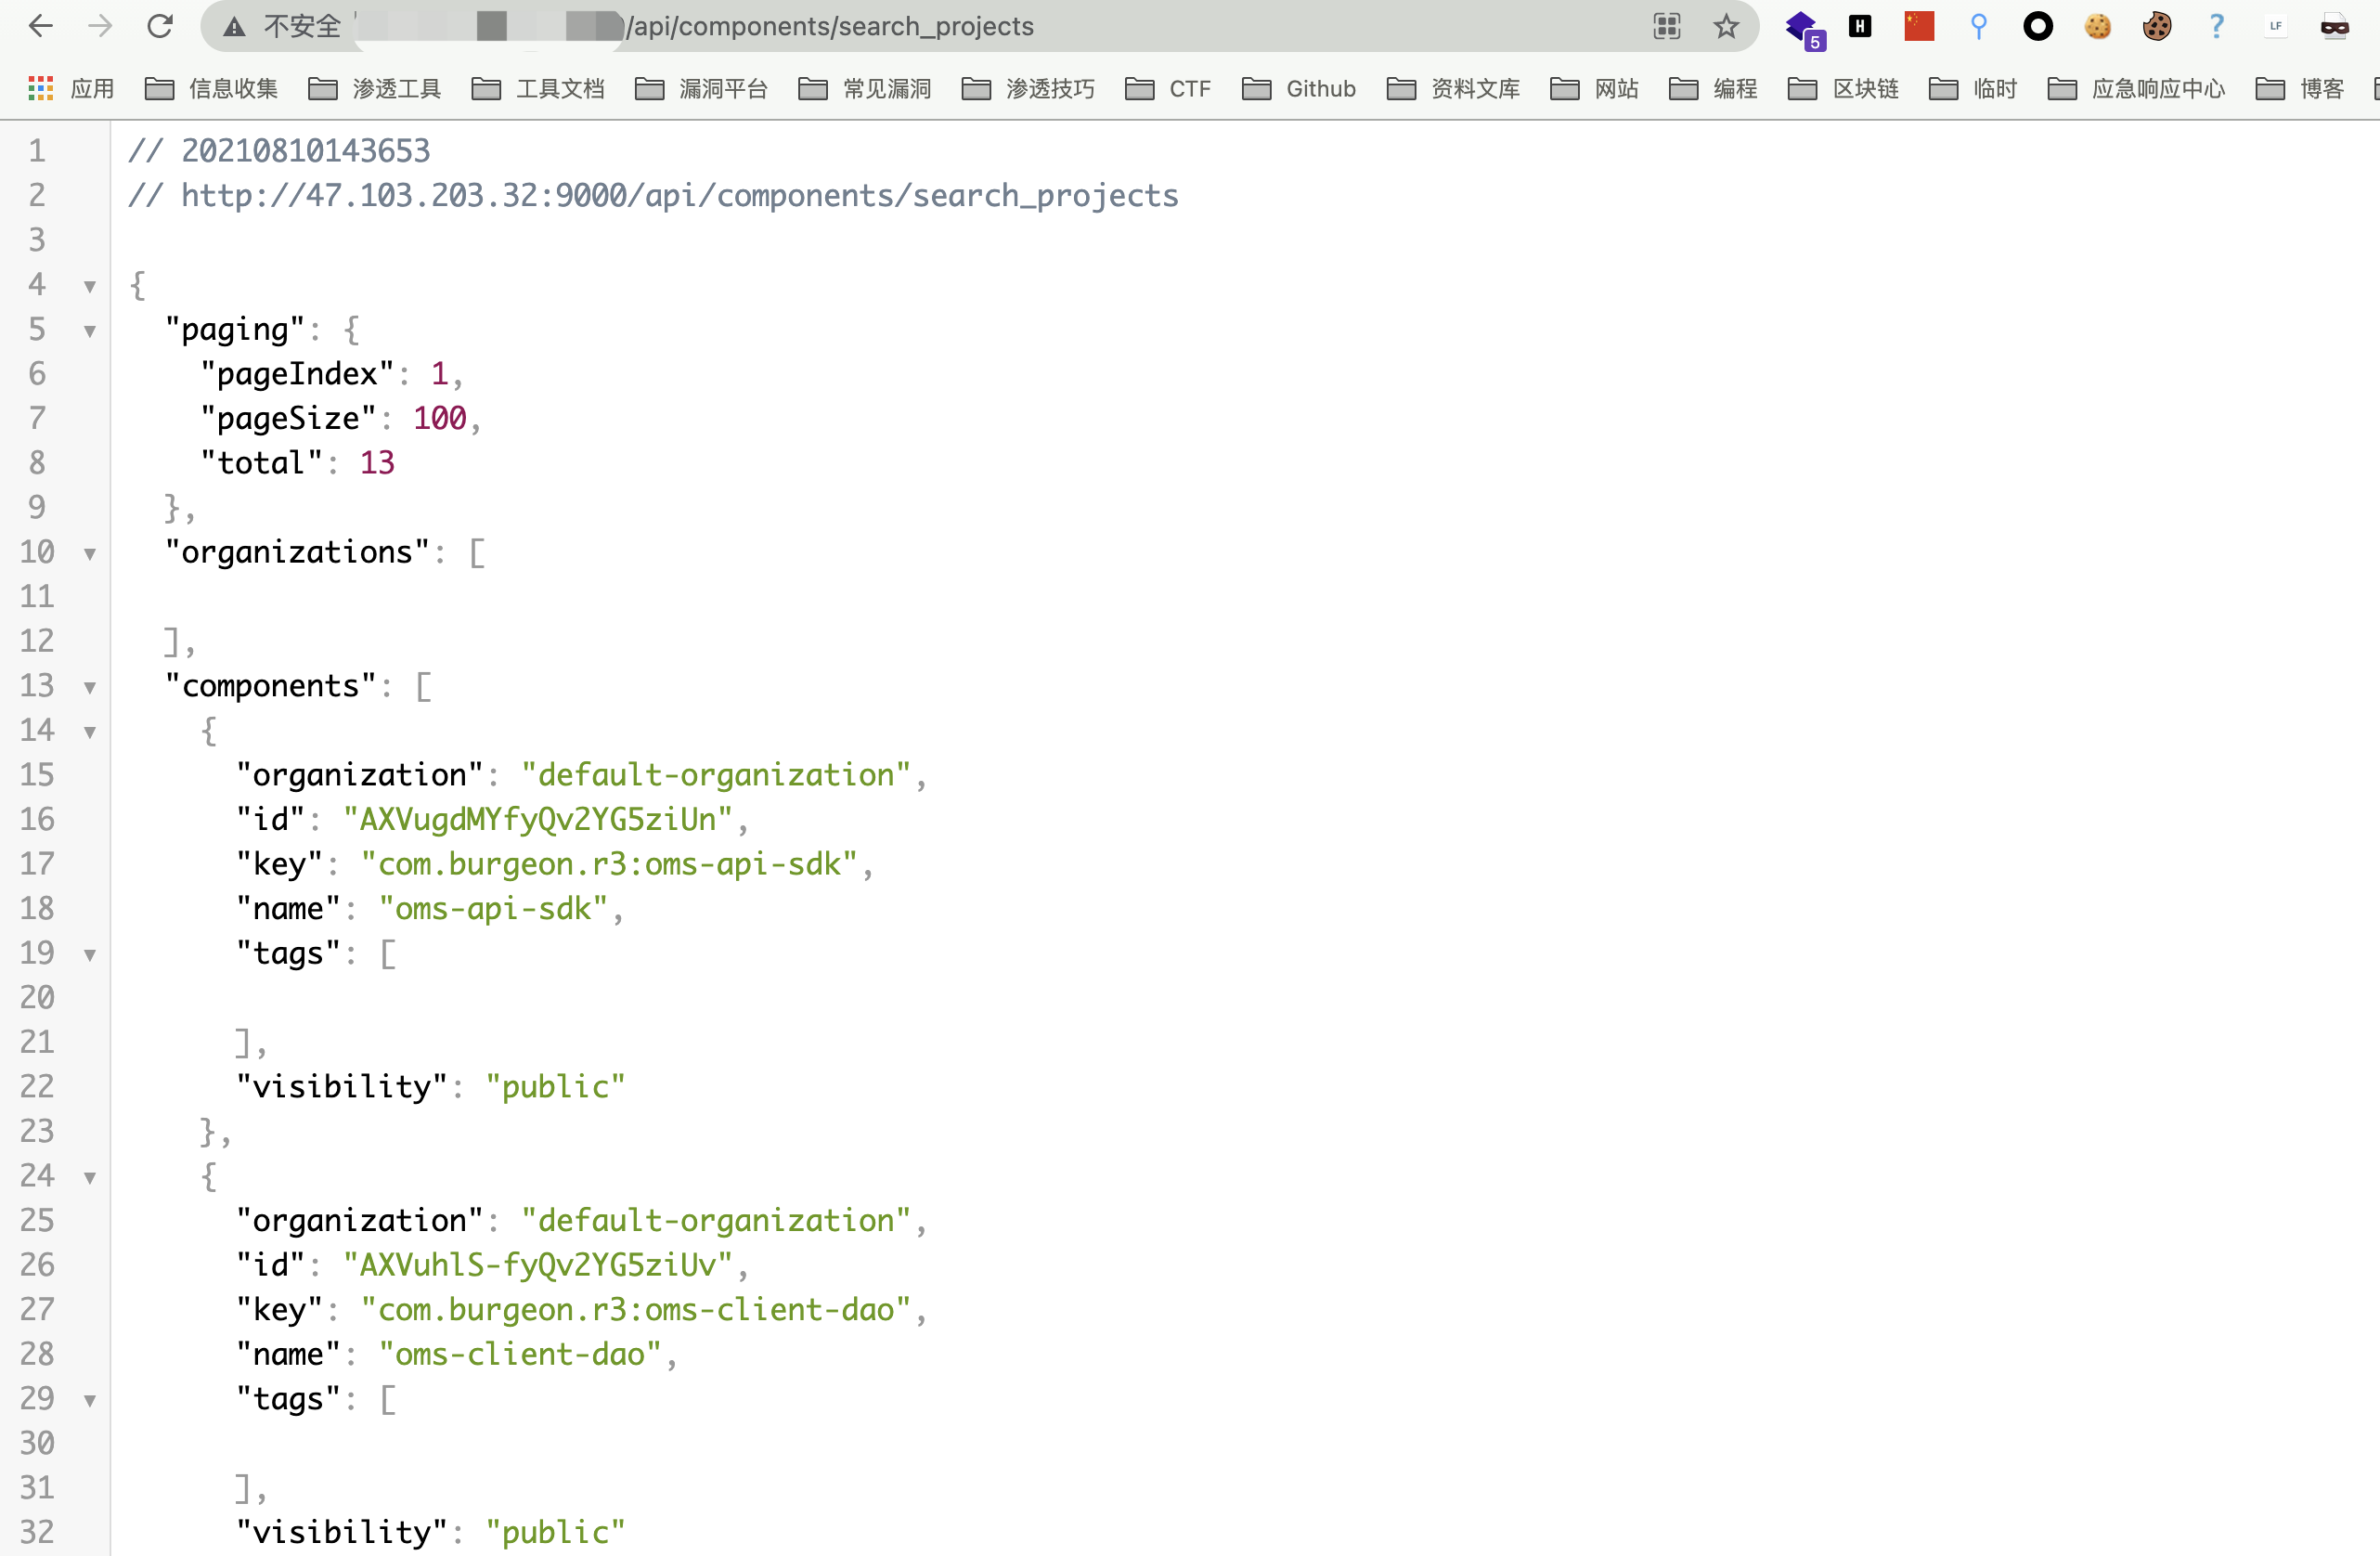 不安全 /api/components/search_projects
5 H ? LF
应用 信息收集 渗透工具 工具文档 漏洞平台 常见漏洞 渗透技巧 CTF Github 资料文库 网站 编程 区块链 临时 应急响应中心 博客
1 // 20210810143653
2 // http://47.103.203.32:9000/api/components/search_projects
3
4 {
5 "paging": {
6 "pageIndex": 1,
7 "pageSize": 100,
8 "total": 13
9 },
10 "organizations": [
11
12 ],
13 "components": [
14 {
15 "organization": "default-organization",
16 "id": "AXVugdMYfyQv2YG5ziUn",
17 "key": "com.burgeon.r3:oms-api-sdk",
18 "name": "oms-api-sdk",
19 "tags": [
20
21 ],
22 "visibility": "public"
23 },
24 {
25 "organization": "default-organization",
26 "id": "AXVuhlS-fyQv2YG5ziUv",
27 "key": "com.burgeon.r3:oms-client-dao",
28 "name": "oms-client-dao",
29 "tags": [
30
31 ],
32 "visibility": "public"